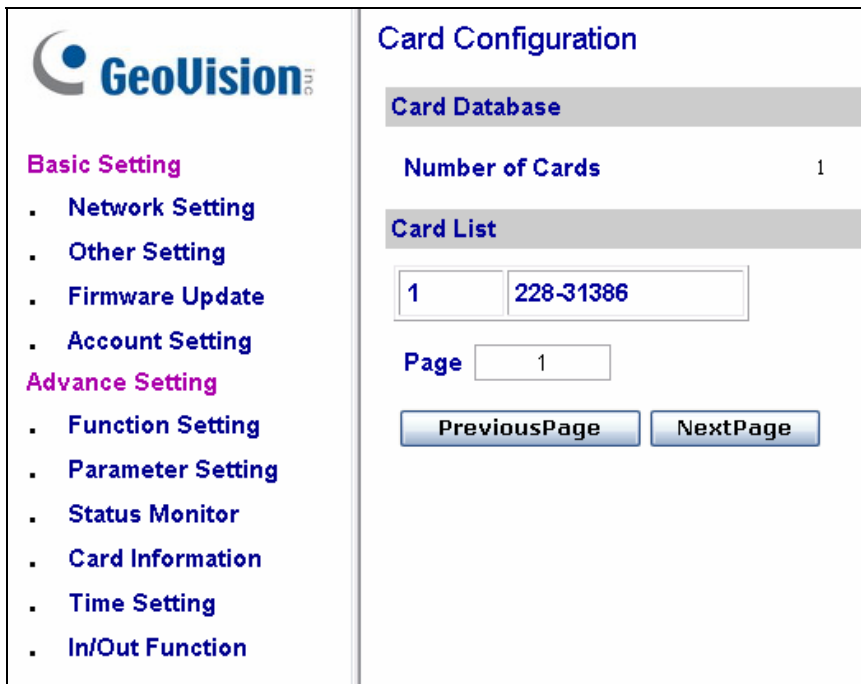 GeoVision inc
Basic Setting
. Network Setting
. Other Setting
. Firmware Update
. Account Setting
Advance Setting
. Function Setting
. Parameter Setting
. Status Monitor
. Card Information
. Time Setting
. In/Out Function
Card Configuration
Card Database
Number of Cards 1
Card List
1 228-31386
Page 1
PreviousPage NextPage